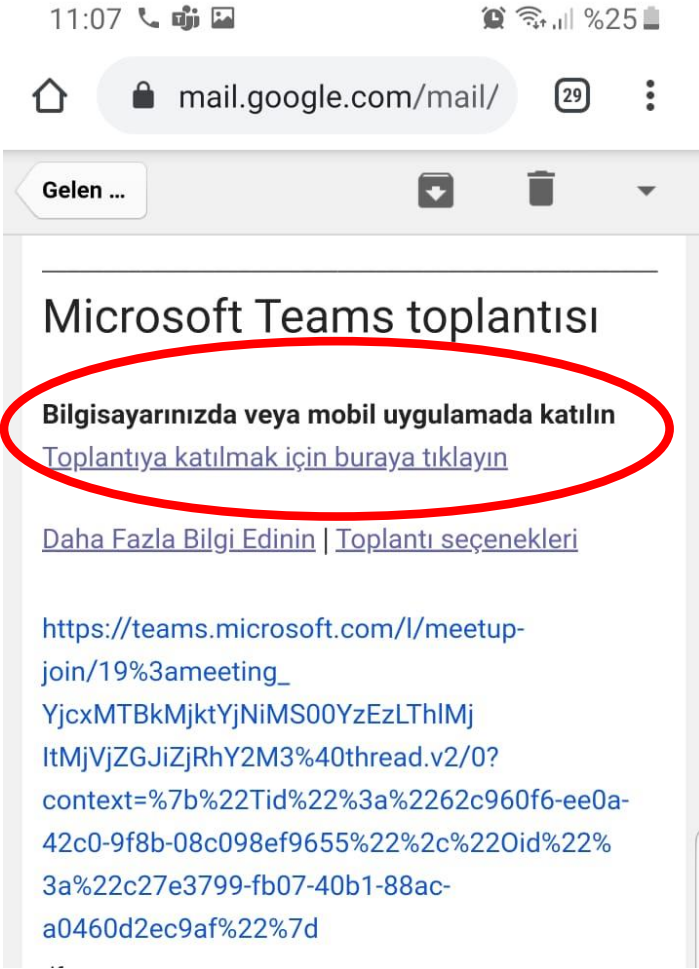 11:07 %25
mail.google.com/mail/ 29
Gelen ...
Microsoft Teams toplantısı
Bilgisayarınızda veya mobil uygulamada katılın
Toplantıya katılmak için buraya tıklayın
Daha Fazla Bilgi Edinin | Toplantı seçenekleri
https://teams.microsoft.com/l/meetup-
join/19%3ameeting_
YjcxMTBkMjktYjNiMS00YzEzLThlMj
ItMjVjZGJiZjRhY2M3%40thread.v2/0?
context=%7b%22Tid%22%3a%2262c960f6-ee0a-
42c0-9f8b-08c098ef9655%22%2c%22Oid%22%
3a%22c27e3799-fb07-40b1-88ac-
a0460d2ec9af%22%7d